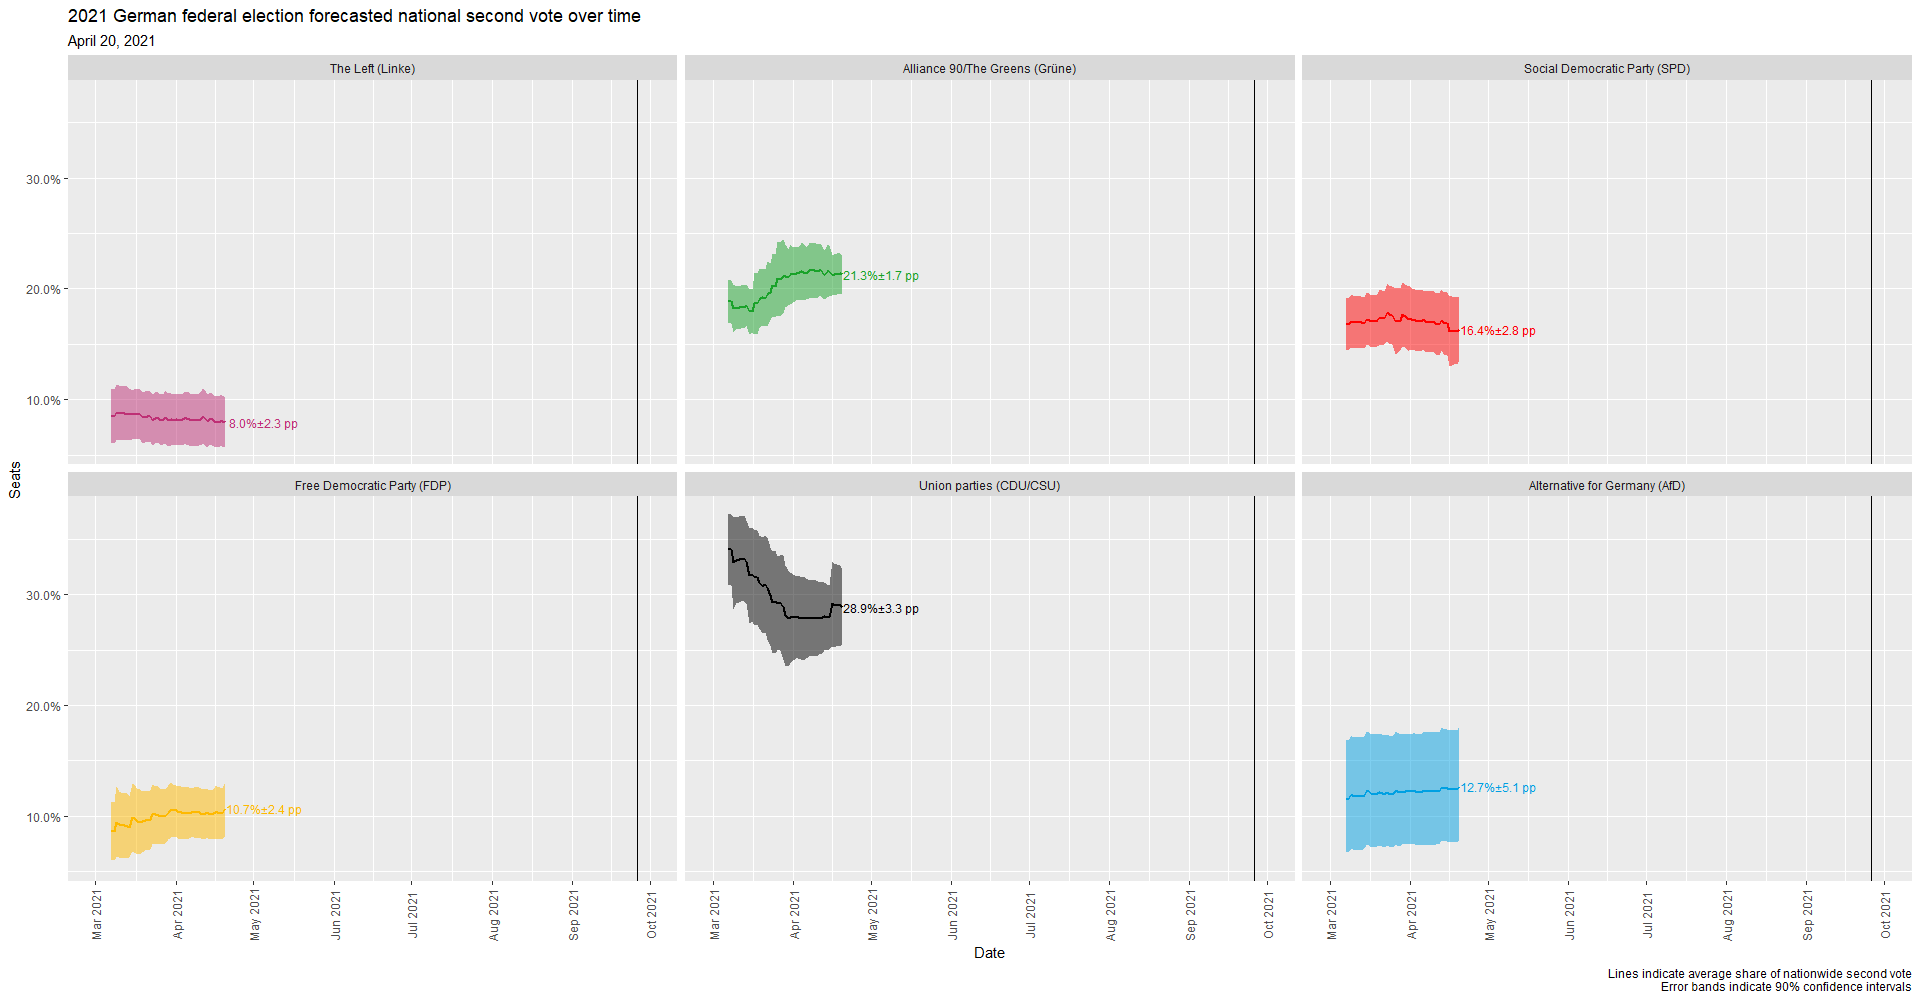 2021 German federal election forecasted national second vote over time
April 20, 2021
The Left (Linke)
Alliance 90/The Greens (Grüne)
Social Democratic Party (SPD)
30.0%
20.0%
10.0%
8.0%±2.3 pp
21.3%±1.7 pp
16.4%±2.8 pp
Seats
Free Democratic Party (FDP)
Union parties (CDU/CSU)
Alternative for Germany (AfD)
30.0%
20.0%
10.0%
10.7%±2.4 pp
28.9%±3.3 pp
12.7%±5.1 pp
Mar 2021
Apr 2021
May 2021
Jun 2021
Jul 2021
Aug 2021
Sep 2021
Oct 2021
Mar 2021
Apr 2021
May 2021
Jun 2021
Jul 2021
Aug 2021
Sep 2021
Oct 2021
Mar 2021
Apr 2021
May 2021
Jun 2021
Jul 2021
Aug 2021
Sep 2021
Oct 2021
Date
Lines indicate average share of nationwide second vote
Error bands indicate 90% confidence intervals